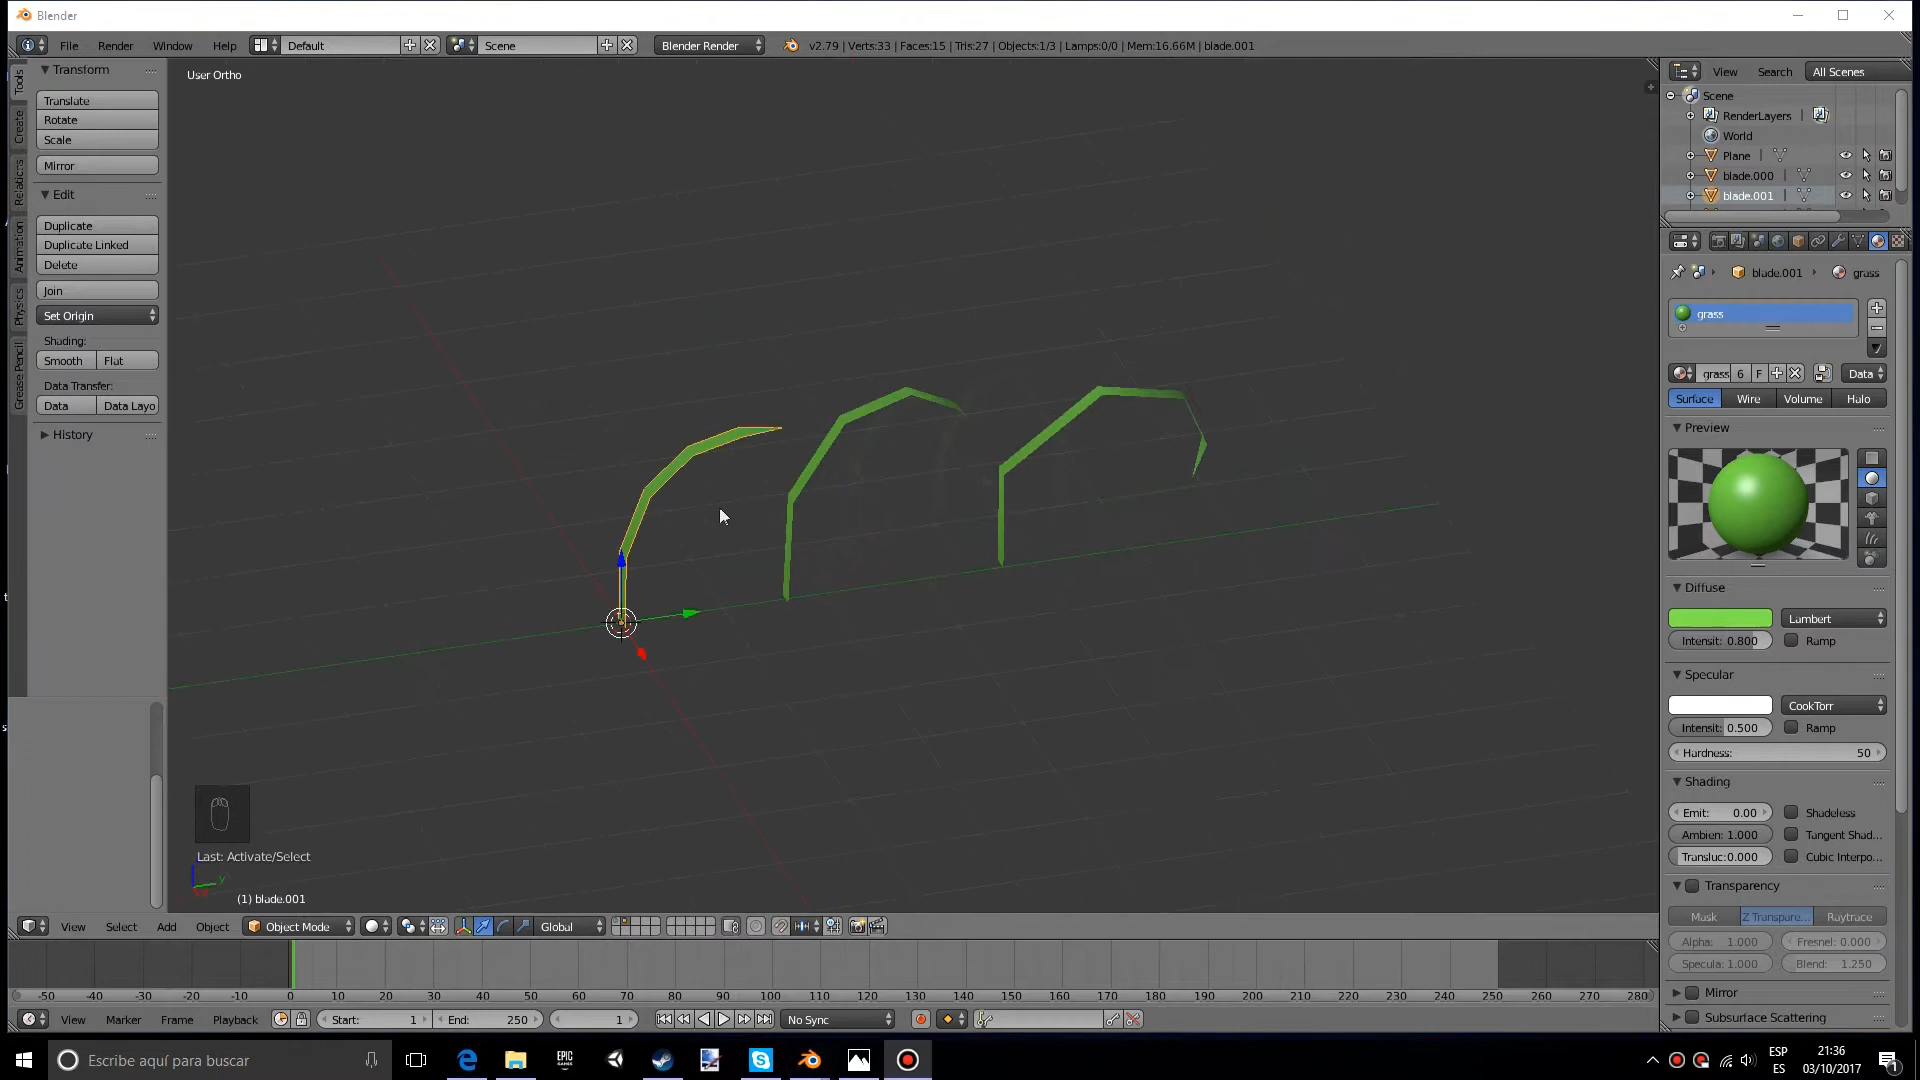 Blender
File Render Window Help Default Scene Blender Render v2.79 | Verts:33 | Faces:15 | Tris:27 | Objects:1/3 | Lamps:0/0 | Mem:16.66M | blade.001
Tools
Create
Relations
Animation
Physics
Grease Pencil
Transform
Translate
Rotate
Scale
Mirror
Edit
Duplicate
Duplicate Linked
Delete
Join
Set Origin
Shading:
Smooth Flat
Data Transfer:
Data Data Layo
History
User Ortho
Last: Activate/Select
y
(1) blade.001
View Search All Scenes
Scene
RenderLayers |
World
Plane |
blade.000 |
blade.001 |
blade.001 grass
grass
grass 6 F Data
Surface Wire Volume Halo
Preview
Diffuse
Lambert
Intensit: 0.800 Ramp
Specular
CookTorr
Intensit: 0.500 Ramp
Hardness: 50
Shading
Emit: 0.00 Shadeless
Ambien: 1.000 Tangent Shad...
Transluc:0.000 Cubic Interpo...
Transparency
Mask Z Transpare... Raytrace
Alpha: 1.000 Fresnel: 0.000
Specula: 1.000 Blend: 1.250
Mirror
Subsurface Scattering
View Select Add Object Object Mode Global
-50 -40 -30 -20 -10 0 10 20 30 40 50 60 70 80 90 100 110 120 130 140 150 160 170 180 190 200 210 220 230 240 250 260 270 280
View Marker Frame Playback Start: 1 End: 250 1 No Sync
Escribe aquí para buscar
EPIC GAMES
ESP
ES
21:36
03/10/2017
1